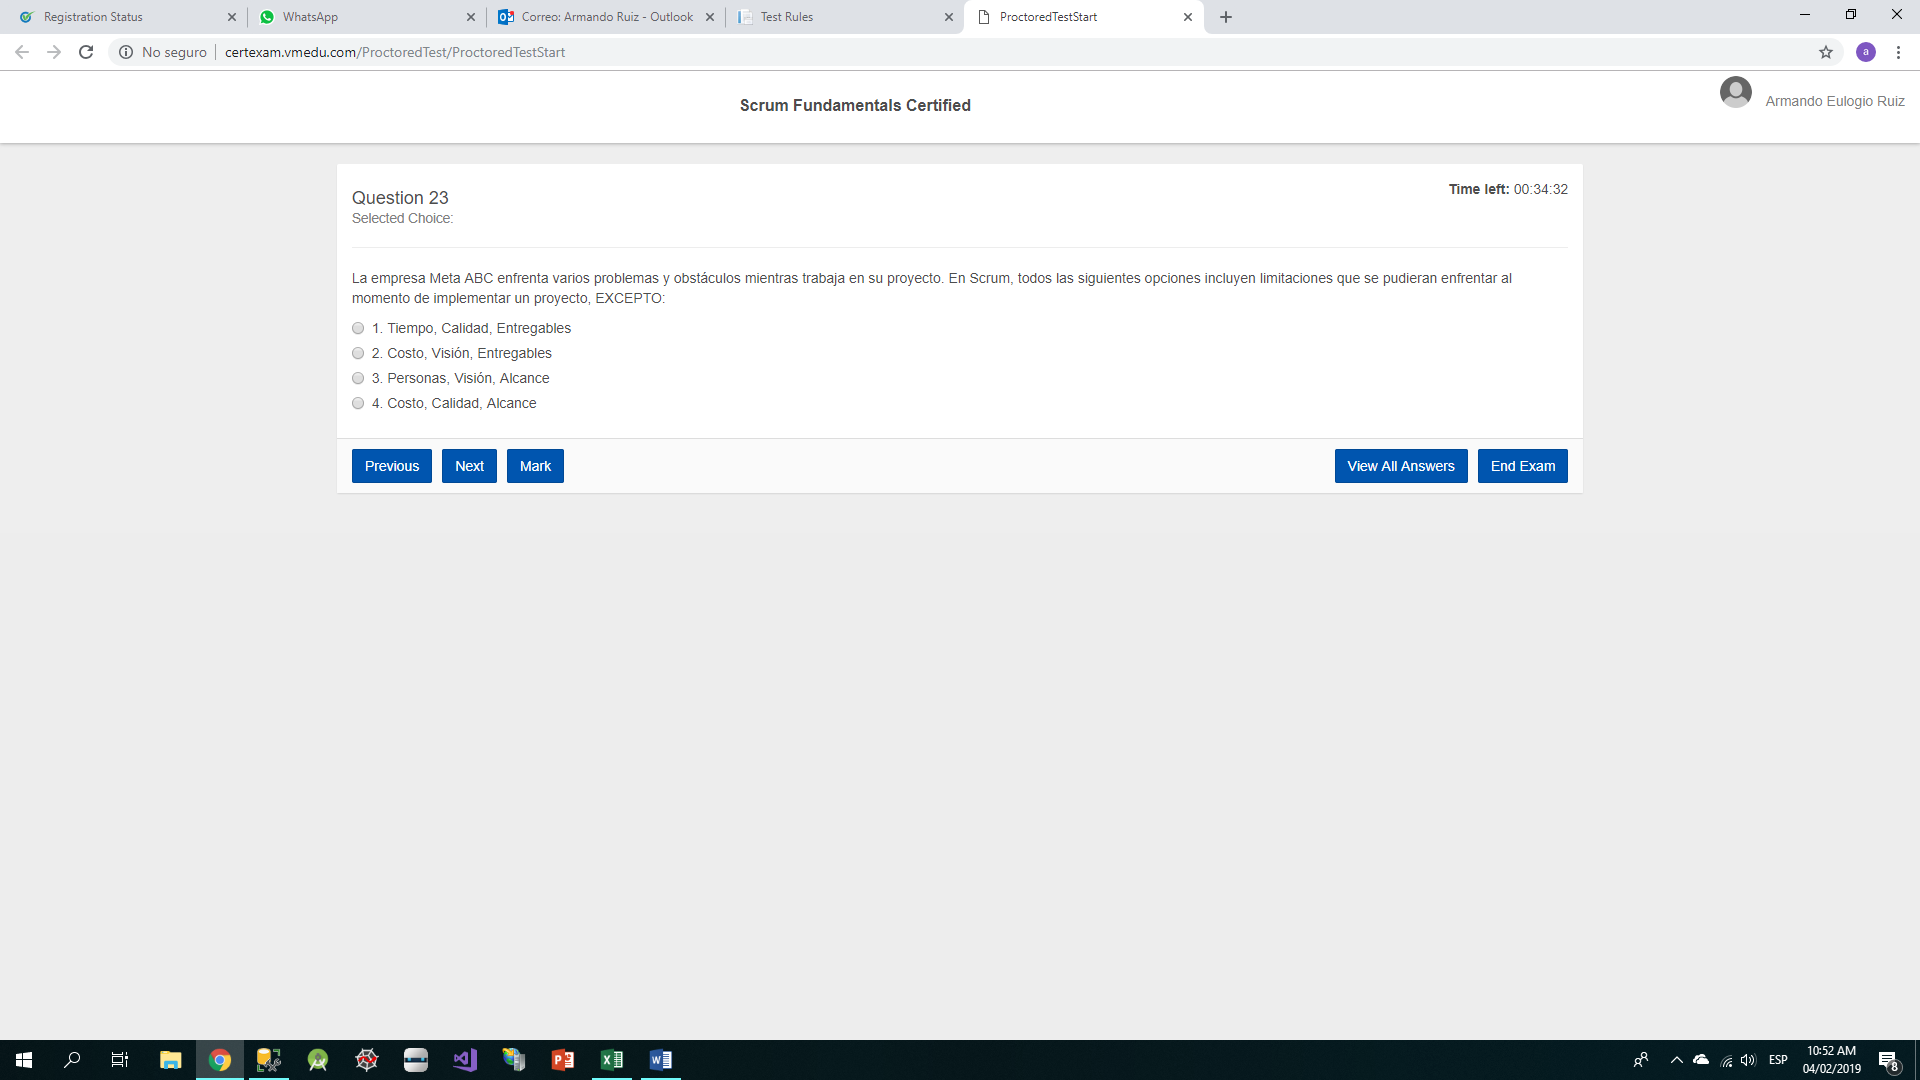 Registration Status
WhatsApp
Correo: Armando Ruiz - Outlook
Test Rules
ProctoredTestStart
No seguro
certexam.vmedu.com/ProctoredTest/ProctoredTestStart
a
Scrum Fundamentals Certified
Armando Eulogio Ruiz
Question 23
Time left: 00:34:32
Selected Choice:
La empresa Meta ABC enfrenta varios problemas y obstáculos mientras trabaja en su proyecto. En Scrum, todos las siguientes opciones incluyen limitaciones que se pudieran enfrentar al
momento de implementar un proyecto, EXCEPTO:
1. Tiempo, Calidad, Entregables
2. Costo, Visión, Entregables
3. Personas, Visión, Alcance
4. Costo, Calidad, Alcance
Previous
Next
Mark
View All Answers
End Exam
ESP
10:52 AM
04/02/2019
8